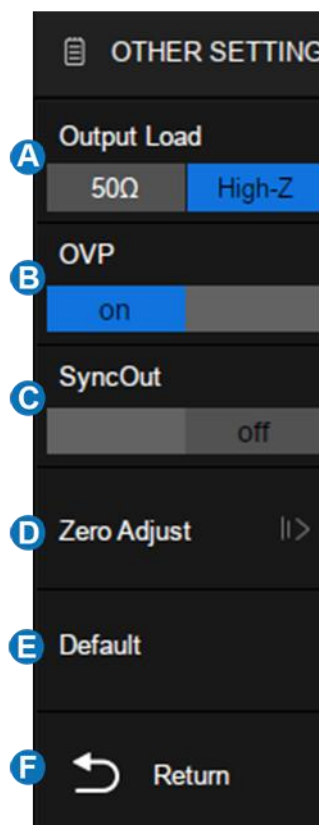 OTHER SETTING
A
Output Load
50Ω High-Z
B
OVP
on
C
SyncOut
off
D
Zero Adjust
E
Default
F
Return